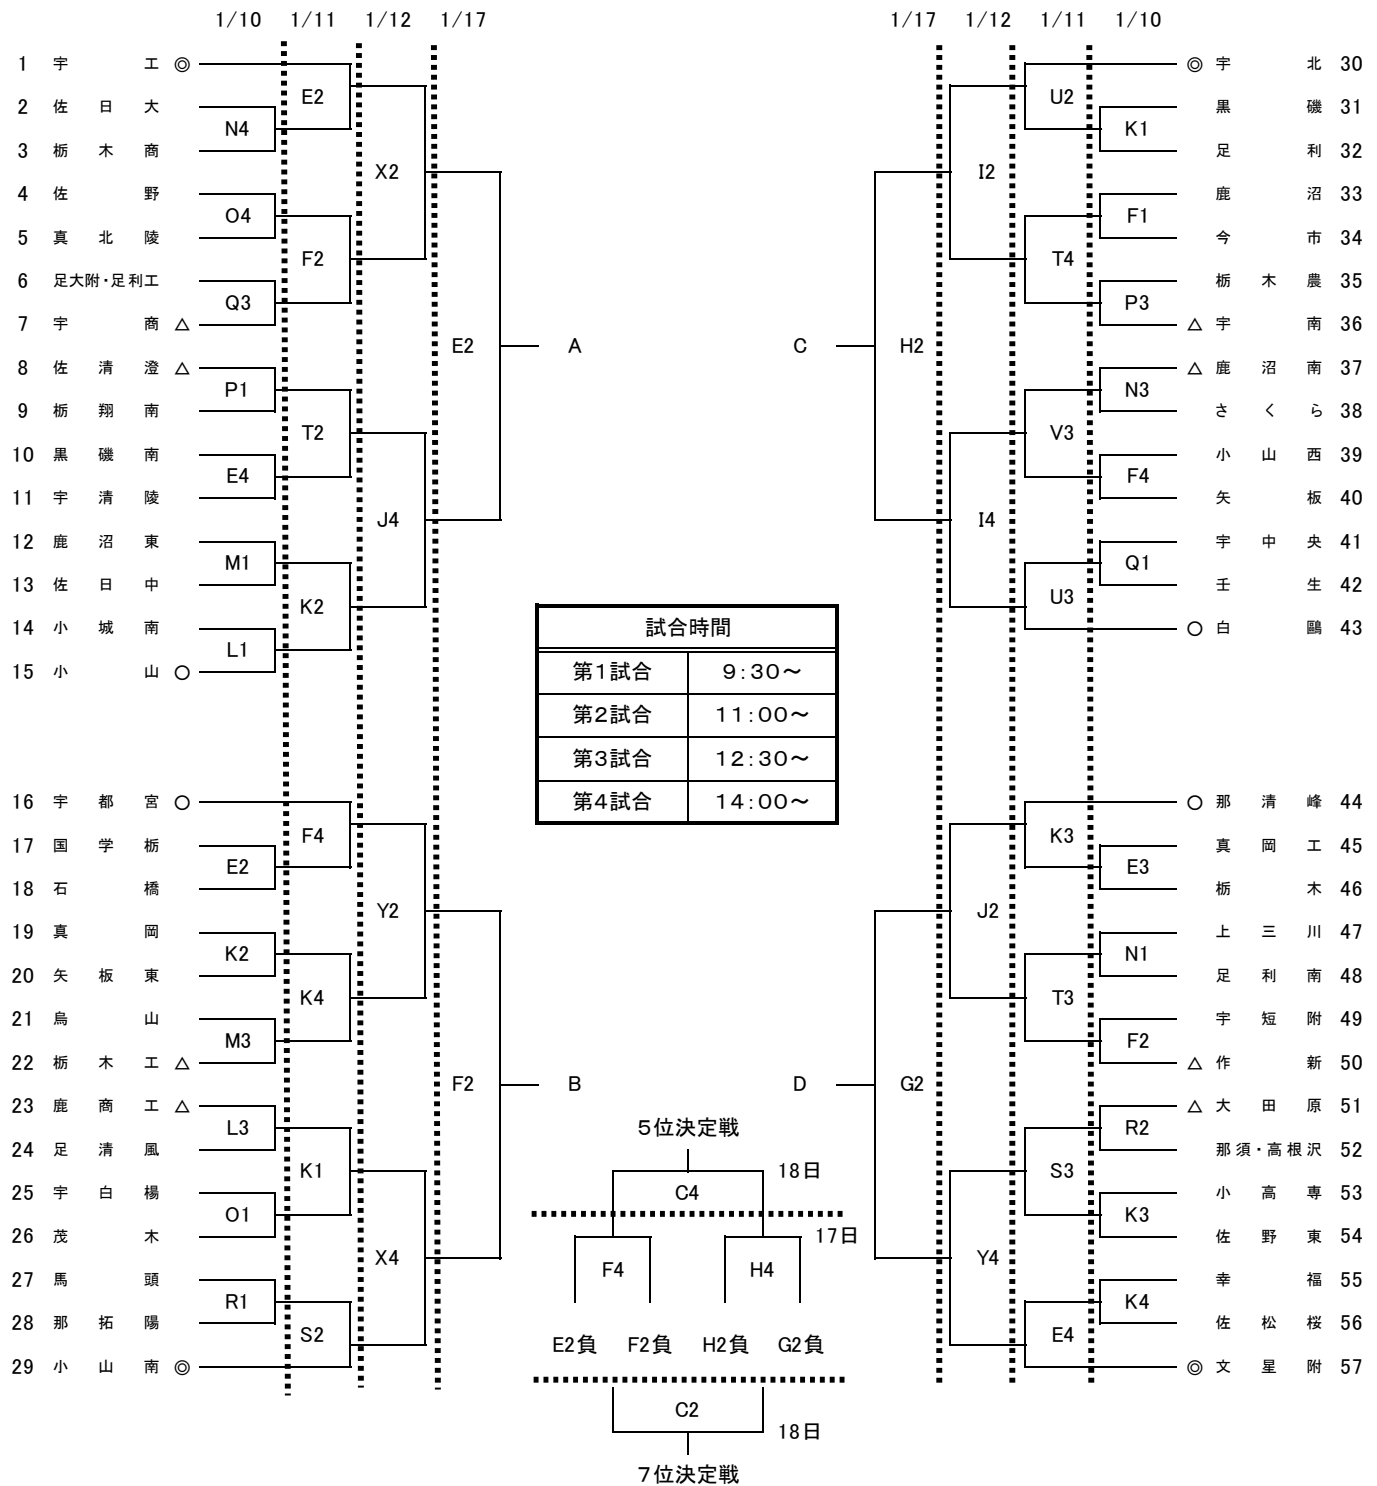 1/10 1/11 1/12 1/17 1/17 1/12 1/11 1/10
1 宇 工 ◎ ◎ 宇 北 30
E2 U2
2 佐 日 大 黒 磯 31
N4 K1
3 栃 木 商 足 利 32
X2 I2
4 佐 野 鹿 沼 33
O4 F1
5 真 北 陵 今 市 34
F2 T4
6 足大附・足利工 栃 木 農 35
Q3 P3
7 宇 商 △ △ 宇 南 36
E2 A C H2
8 佐 清 澄 △ △ 鹿 沼 南 37
P1 N3
9 栃 翔 南 さ く ら 38
T2 V3
10 黒 磯 南 小 山 西 39
E4 F4
11 宇 清 陵 矢 板 40
J4 I4
12 鹿 沼 東 宇 中 央 41
M1 Q1
13 佐 日 中 壬 生 42
K2 U3
14 小 城 南 ○ 白 鷗 43
L1
15 小 山 ○
試合時間
第1試合 9:30～
第2試合 11:00～
第3試合 12:30～
第4試合 14:00～
16 宇 都 宮 ○ ○ 那 清 峰 44
F4 K3
17 国 学 栃 真 岡 工 45
E2 E3
18 石 橋 栃 木 46
Y2 J2
19 真 岡 上 三 川 47
K2 N1
20 矢 板 東 足 利 南 48
K4 T3
21 烏 山 宇 短 附 49
M3 F2
22 栃 木 工 △ △ 作 新 50
F2 B D G2
23 鹿 商 工 △ △ 大 田 原 51
L3 R2
24 足 清 風 那須・高根沢 52
K1 S3
25 宇 白 楊 小 高 専 53
O1 K3
26 茂 木 佐 野 東 54
X4 Y4
27 馬 頭 幸 福 55
R1 K4
28 那 拓 陽 佐 松 桜 56
S2 E4
29 小 山 南 ◎ ◎ 文 星 附 57
5位決定戦
18日
C4
17日
F4 H4
E2負 F2負 H2負 G2負
C2
18日
7位決定戦